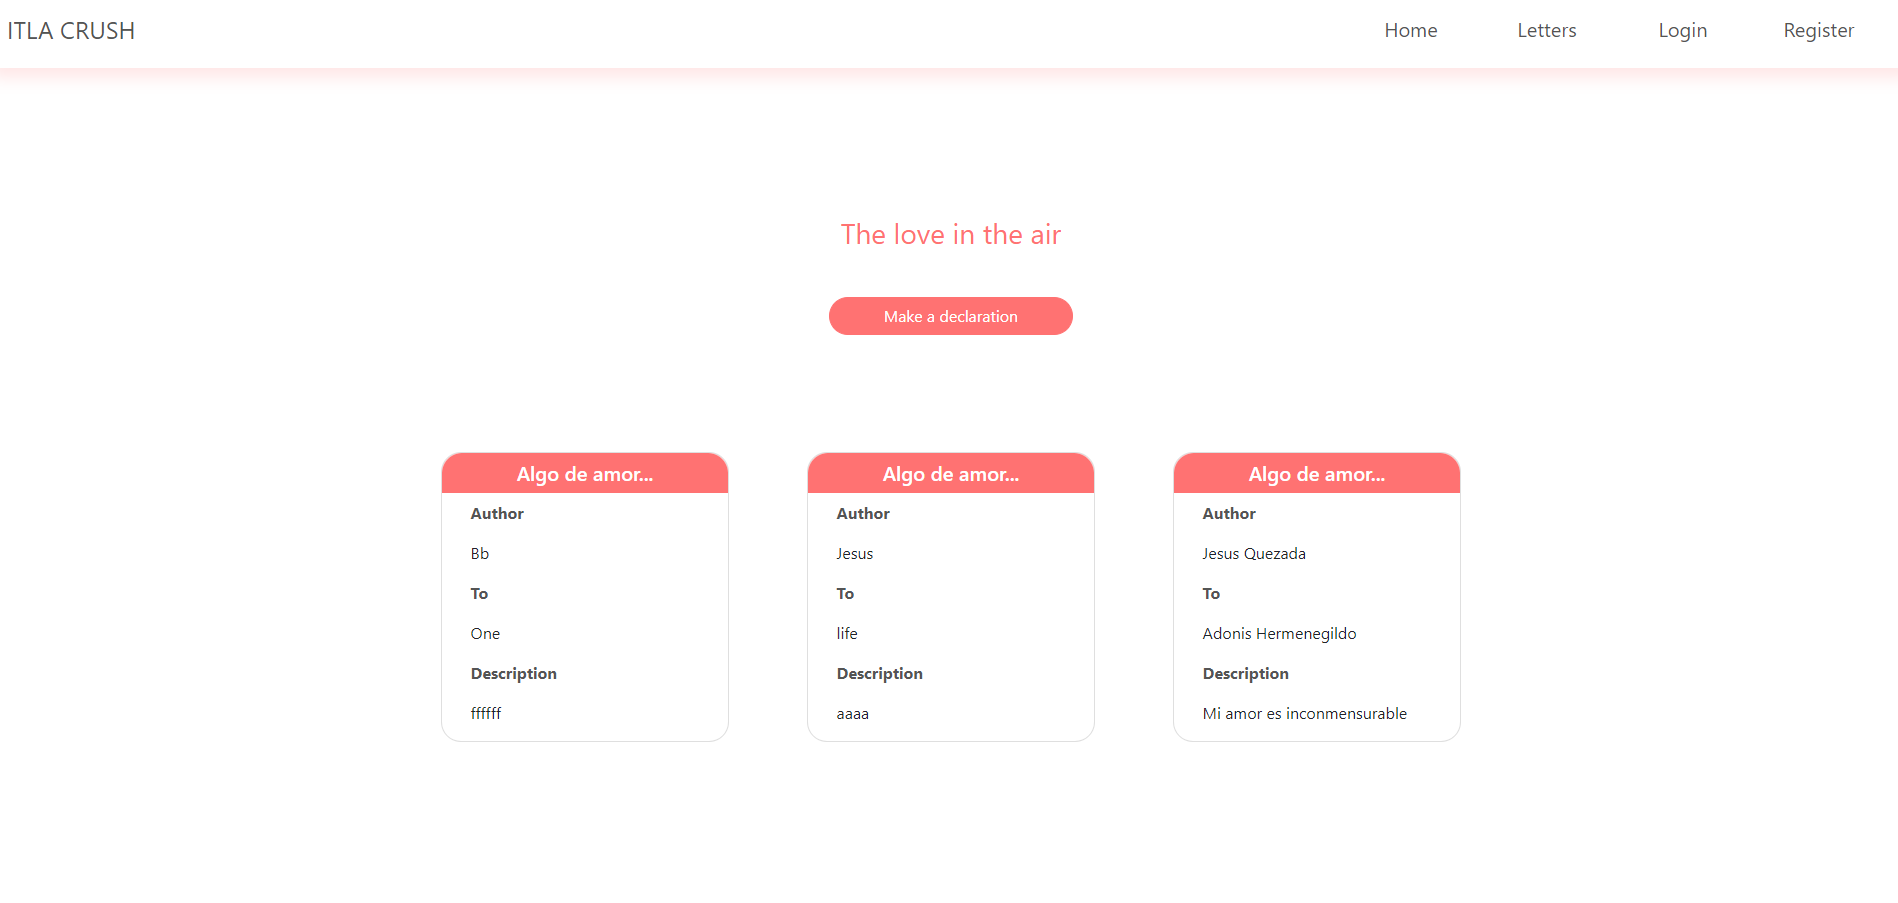 ITLA CRUSH
Home
Letters
Login
Register
The love in the air
Make a declaration
Algo de amor...
Author
Bb
To
One
Description
ffffff
Algo de amor...
Author
Jesus
To
life
Description
aaaa
Algo de amor...
Author
Jesus Quezada
To
Adonis Hermenegildo
Description
Mi amor es inconmensurable